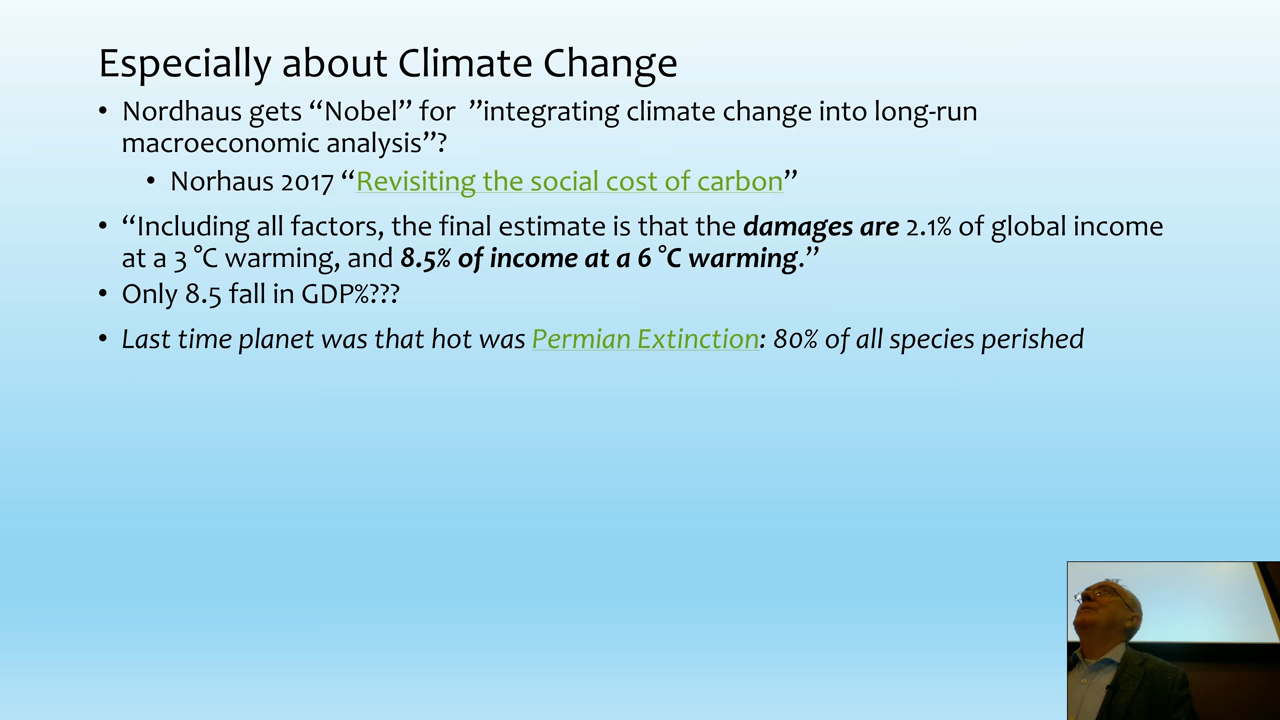 Especially about Climate Change
• Nordhaus gets “Nobel” for ”integrating climate change into long-run
macroeconomic analysis”?
• Norhaus 2017 “Revisiting the social cost of carbon”
• “Including all factors, the final estimate is that the damages are 2.1% of global income
at a 3 °C warming, and 8.5% of income at a 6 °C warming.”
• Only 8.5 fall in GDP%???
• Last time planet was that hot was Permian Extinction: 80% of all species perished